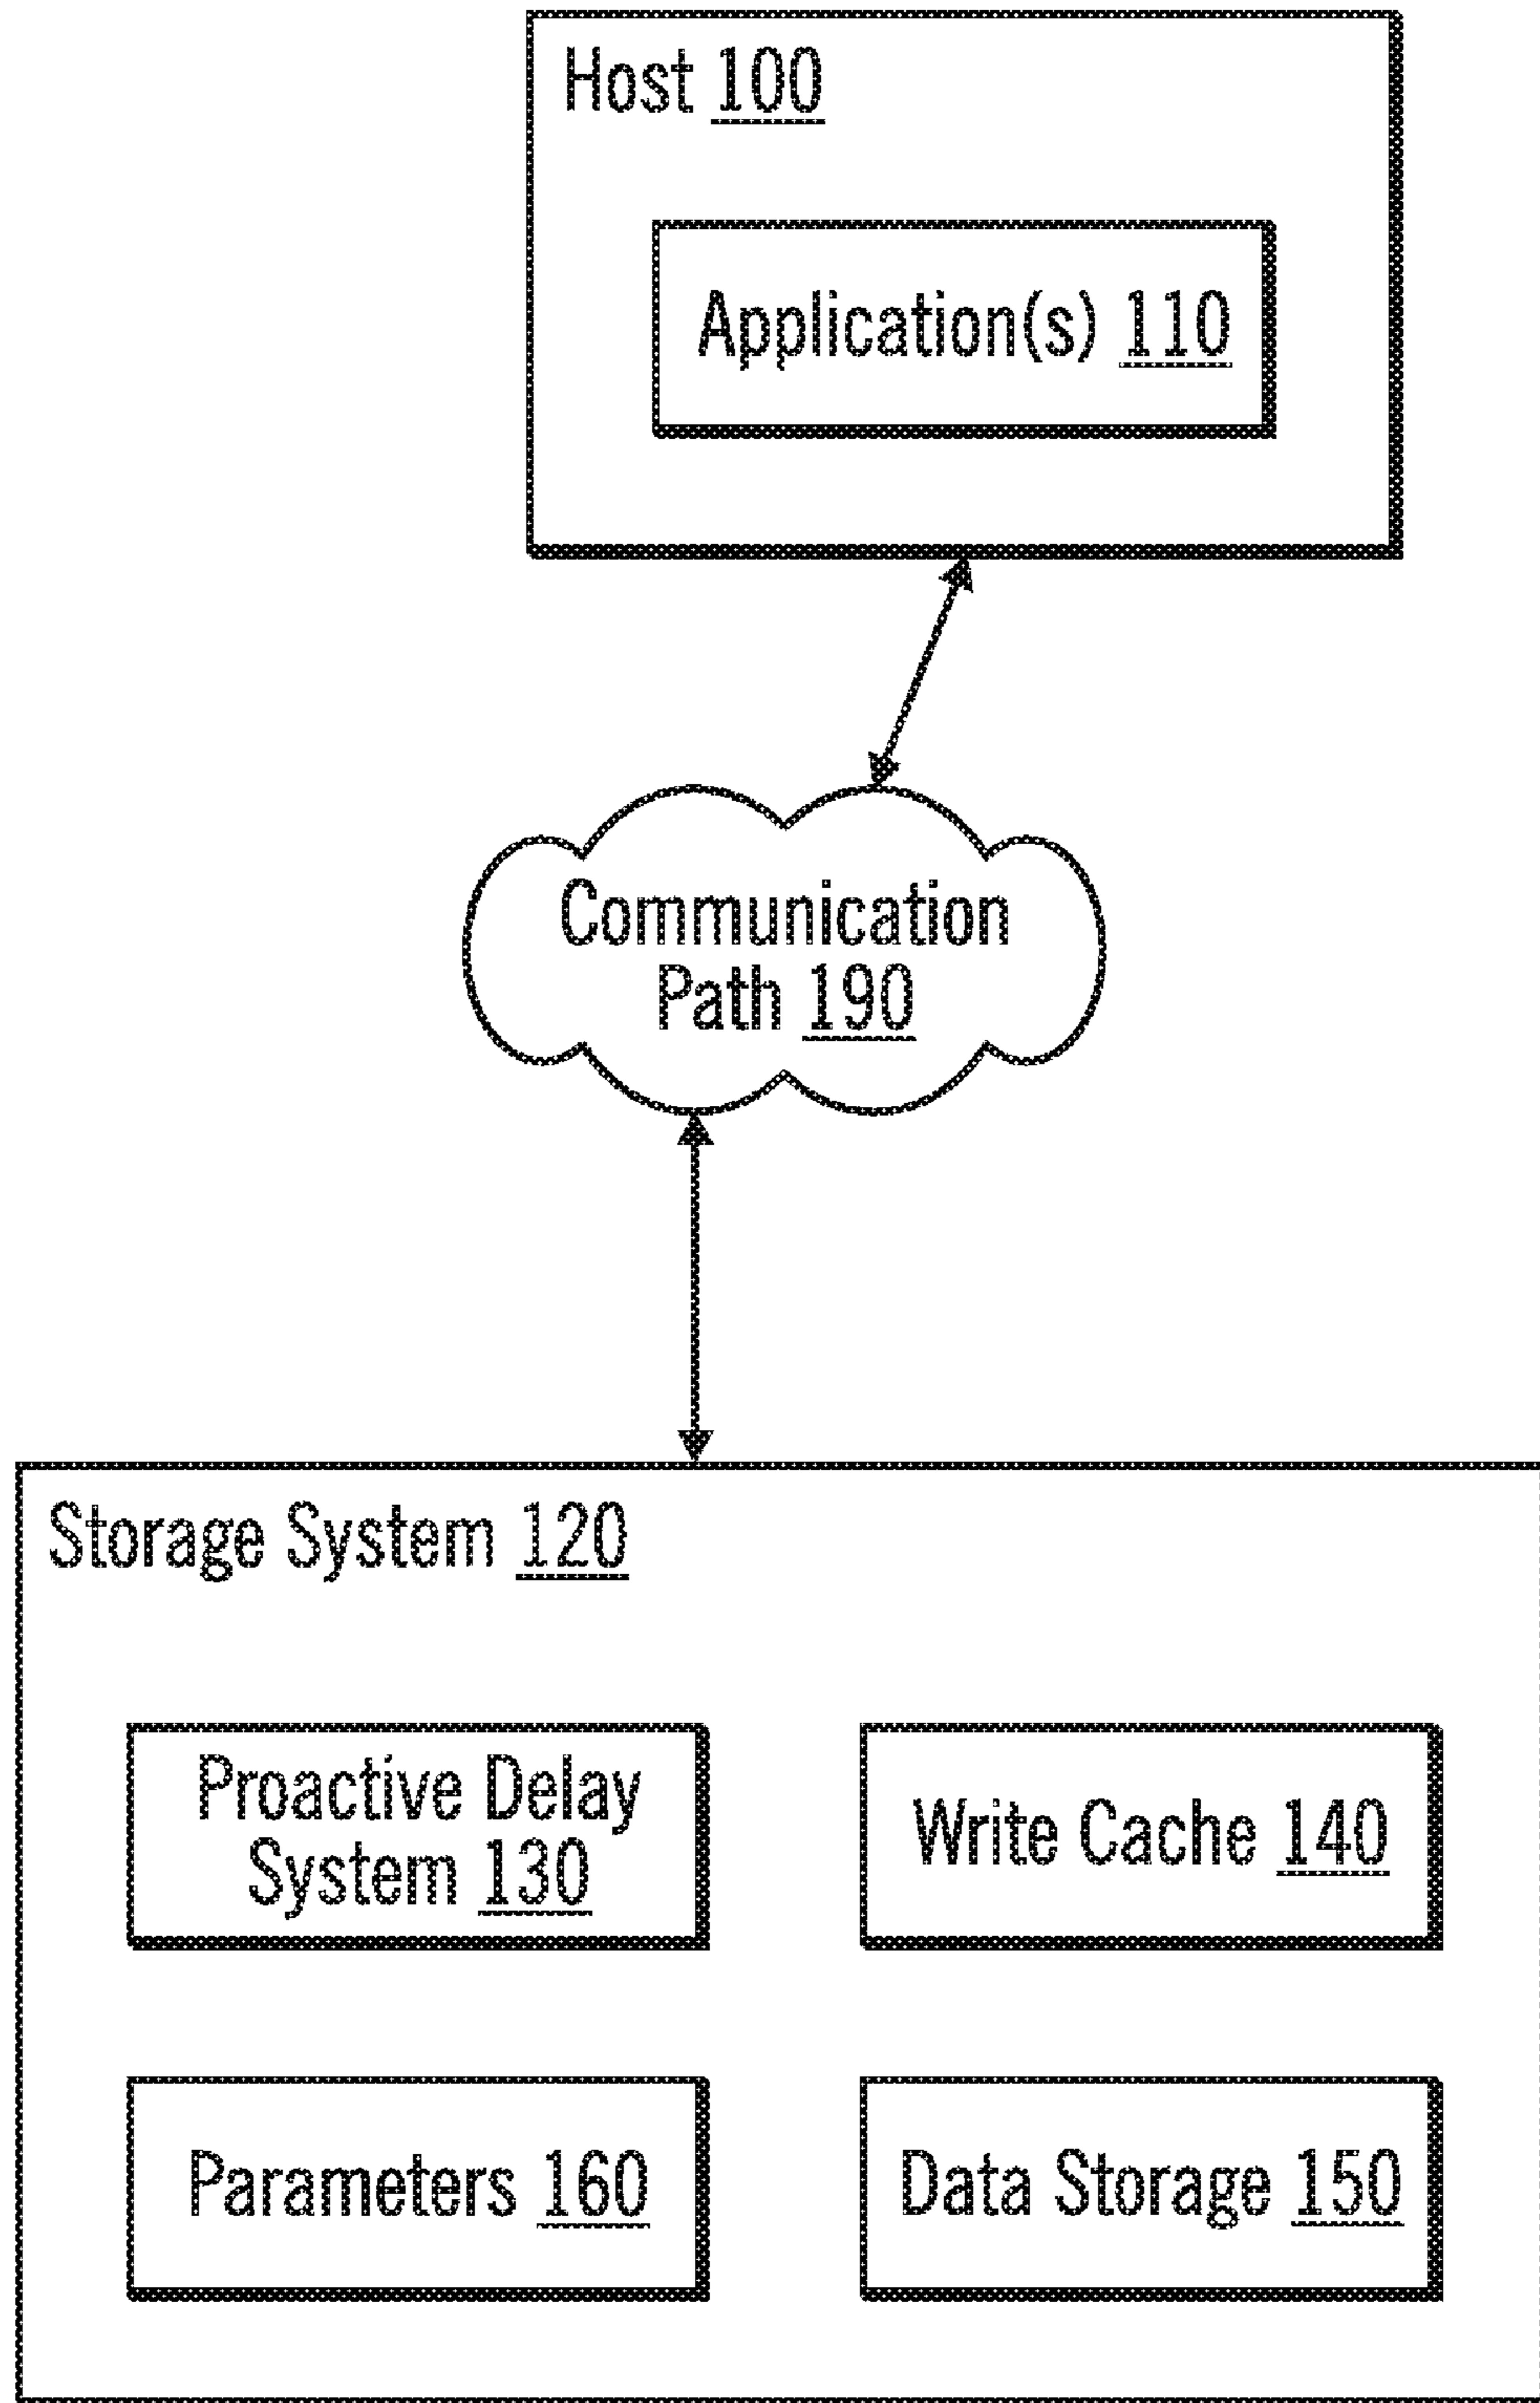 Host 100
Application(s) 110
Communication
Path 190
Storage System 120
Proactive Delay
System 130
Write Cache 140
Parameters 160
Data Storage 150